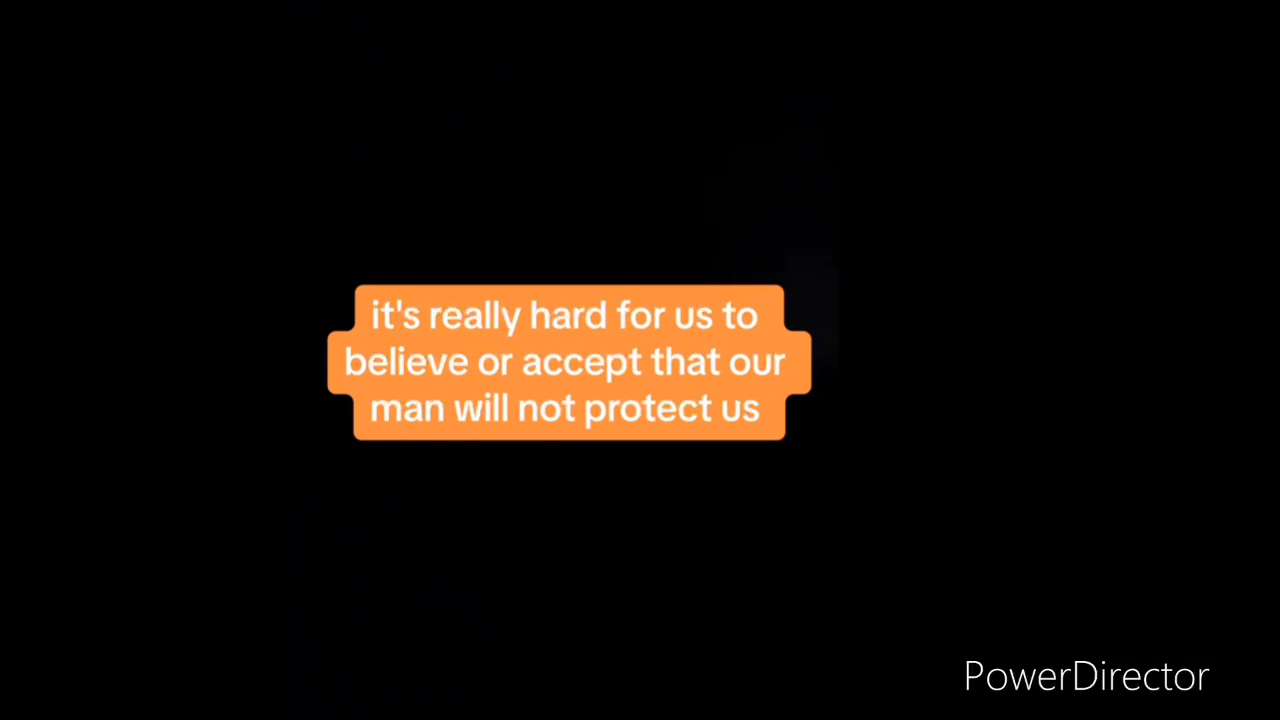 it's really hard for us to
believe or accept that our
man will not protect us
PowerDirector